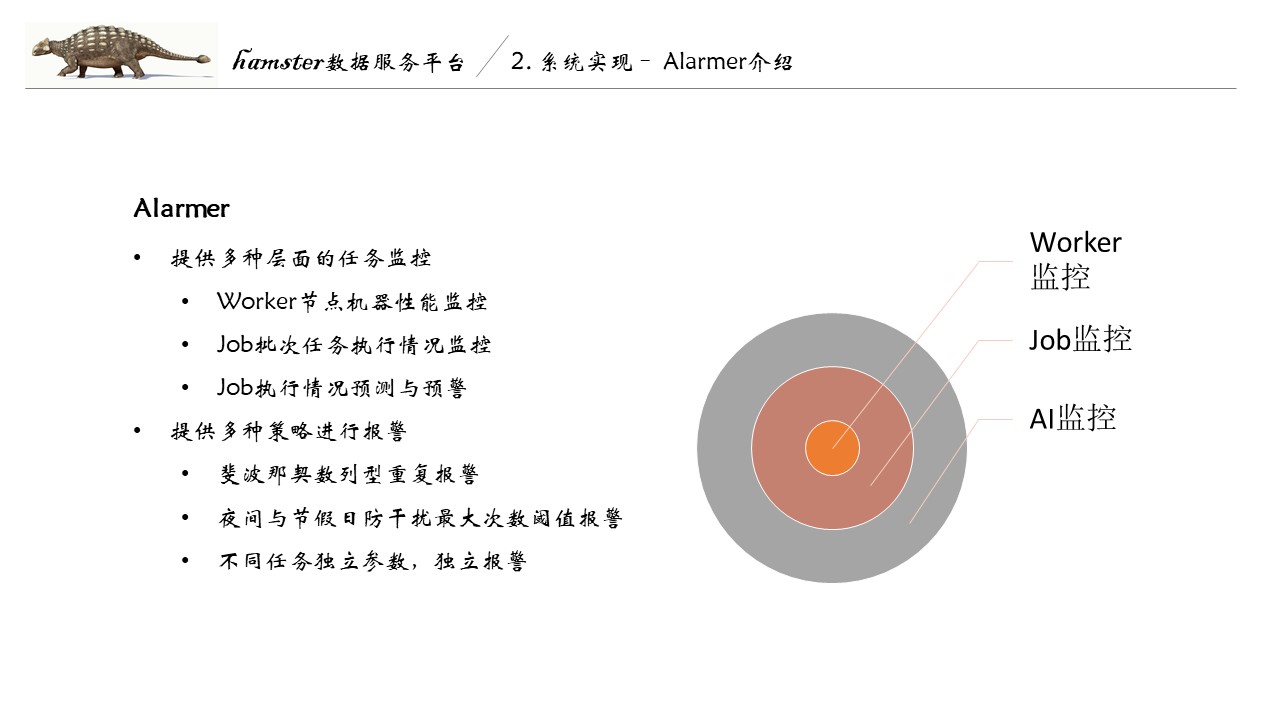 hamster数据服务平台 2. 系统实现– Alarmer介绍
Alarmer
• 提供多种层面的任务监控
• Worker节点机器性能监控
• Job批次任务执行情况监控
• Job执行情况预测与预警
• 提供多种策略进行报警
• 斐波那契数列型重复报警
• 夜间与节假日防干扰最大次数阈值报警
• 不同任务独立参数，独立报警
Worker
监控
Job监控
AI监控